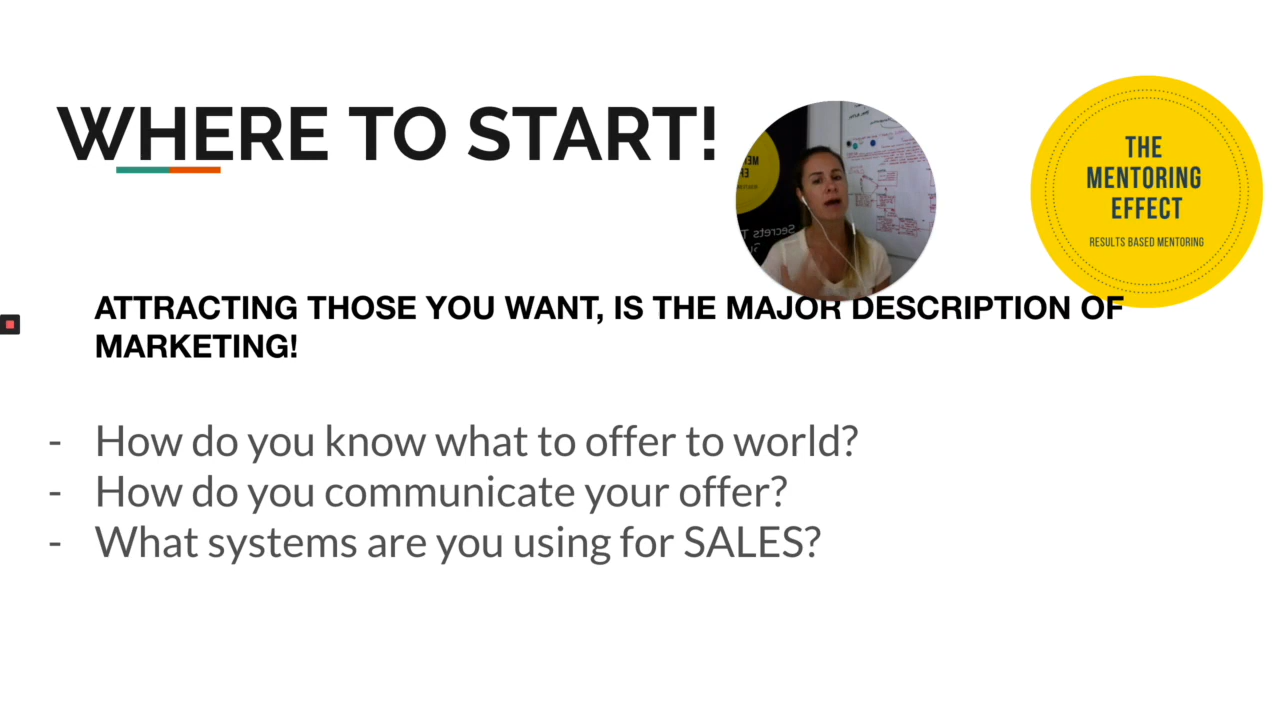 WHERE TO START!
THE
MENTORING
EFFECT
RESULTS BASED MENTORING
ATTRACTING THOSE YOU WANT, IS THE MAJOR DESCRIPTION OF
MARKETING!
- How do you know what to offer to world?
- How do you communicate your offer?
- What systems are you using for SALES?